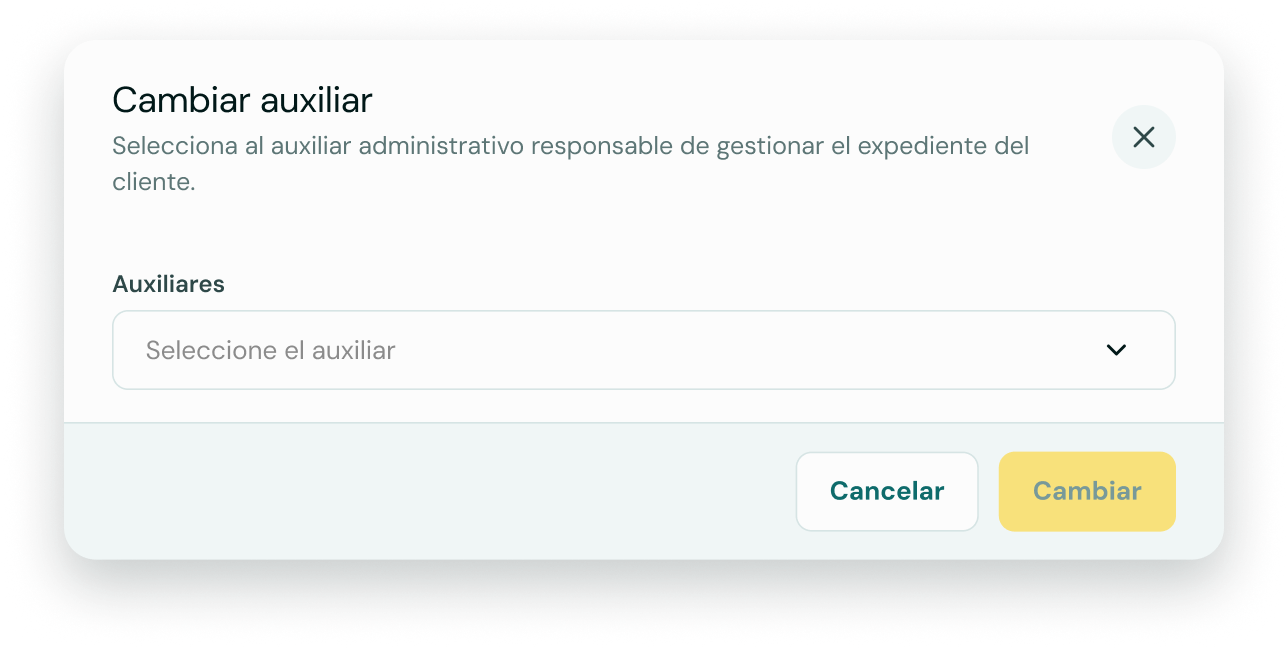 Cambiar auxiliar
Selecciona al auxiliar administrativo responsable de gestionar el expediente del
cliente.
Auxiliares
Seleccione el auxiliar
Cancelar
Cambiar